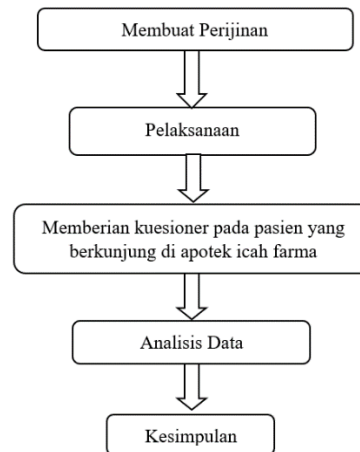 Membuat Perijinan
Pelaksanaan
Memberian kuesioner pada pasien yang
berkunjung di apotek icah farma
Analisis Data
Kesimpulan